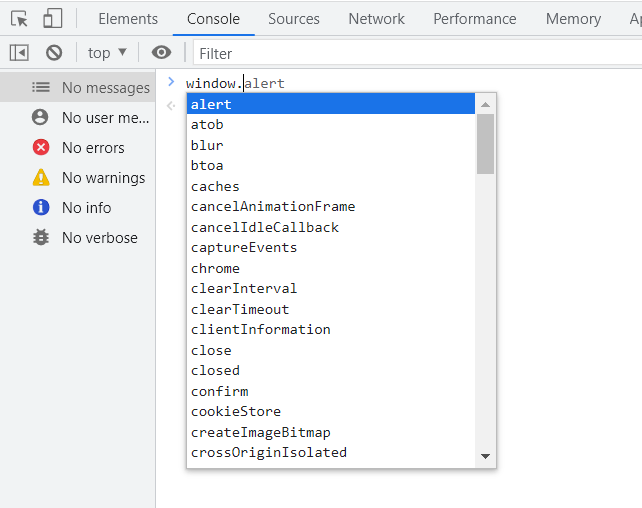 Elements Console Sources Network Performance Memory
top ▼ Filter
No messages
No user me...
No errors
No warnings
No info
No verbose
> window.alert
alert
atob
blur
btoa
caches
cancelAnimationFrame
cancelIdleCallback
captureEvents
chrome
clearInterval
clearTimeout
clientInformation
close
closed
confirm
cookieStore
createImageBitmap
crossOriginIsolated